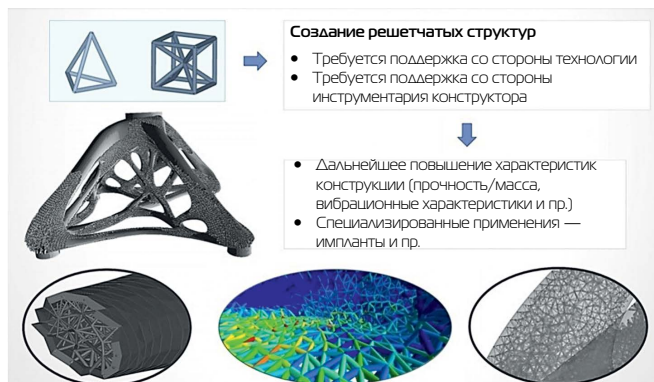 Создание решетчатых структур
• Требуется поддержка со стороны технологии
• Требуется поддержка со стороны
инструментария конструктора
• Дальнейшее повышение характеристик
конструкции (прочность/масса,
вибрационные характеристики и пр.)
• Специализированные применения —
импланты и пр.